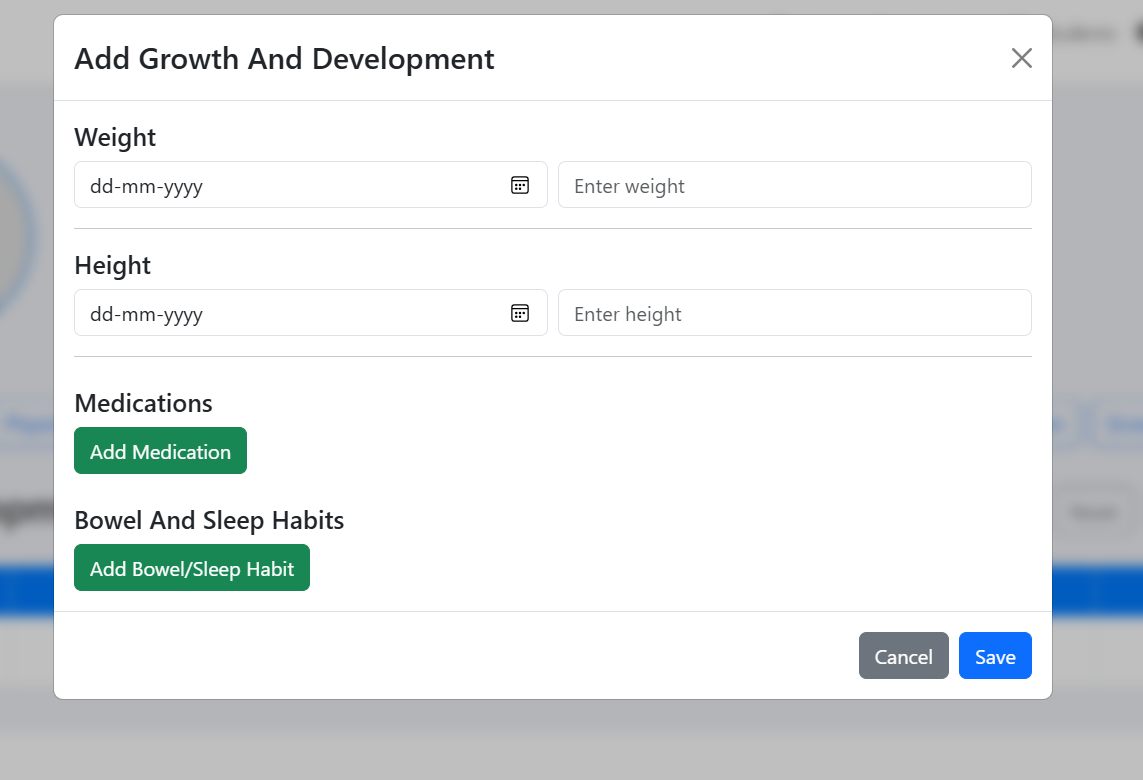 Add Growth And Development
Weight
dd-mm-yyyy
Enter weight
Height
dd-mm-yyyy
Enter height
Medications
Add Medication
Bowel And Sleep Habits
Add Bowel/Sleep Habit
Cancel
Save